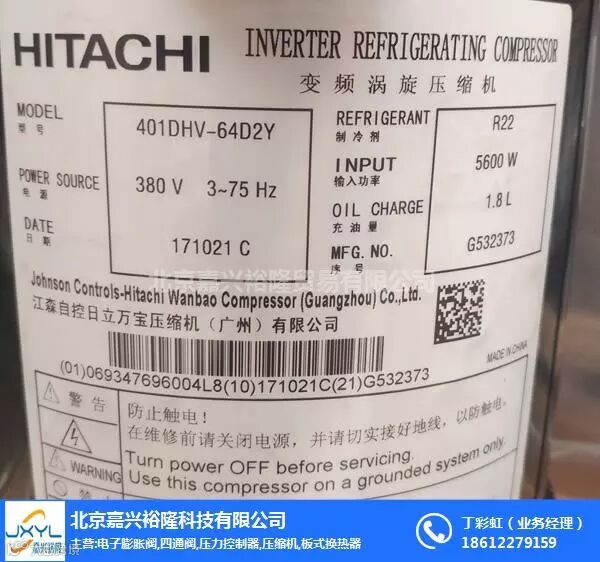 HITACHI
INVERTER REFRIGERATING COMPRESSOR
变频涡旋压缩机
MODEL
型号
401DHV-64D2Y
POWER SOURCE
电源
380 V 3~75 Hz
DATE
日期
171021 C
REFRIGERANT
制冷剂
R22
INPUT
输入功率
5600 W
OIL CHARGE
充油量
1.8 L
MFG. NO.
序号
G532373
北京嘉兴裕隆贸易有限公司
Johnson Controls-Hitachi Wanbao Compressor (Guangzhou) Co., Ltd.
江森自控日立万宝压缩机（广州）有限公司
MADE IN CHINA
(01)069347696004L8(10)171021C(21)G532373
警告
防止触电!
在维修前请关闭电源，并请切实接好地线，以防触电。
WARNING
Turn power OFF before servicing.
Use this compressor on a grounded system only.
禁
JXYL
嘉兴裕隆
北京嘉兴裕隆科技有限公司
主营:电子膨胀阀,四通阀,压力控制器,压缩机,板式换热器
丁彩虹（业务经理）
18612279159